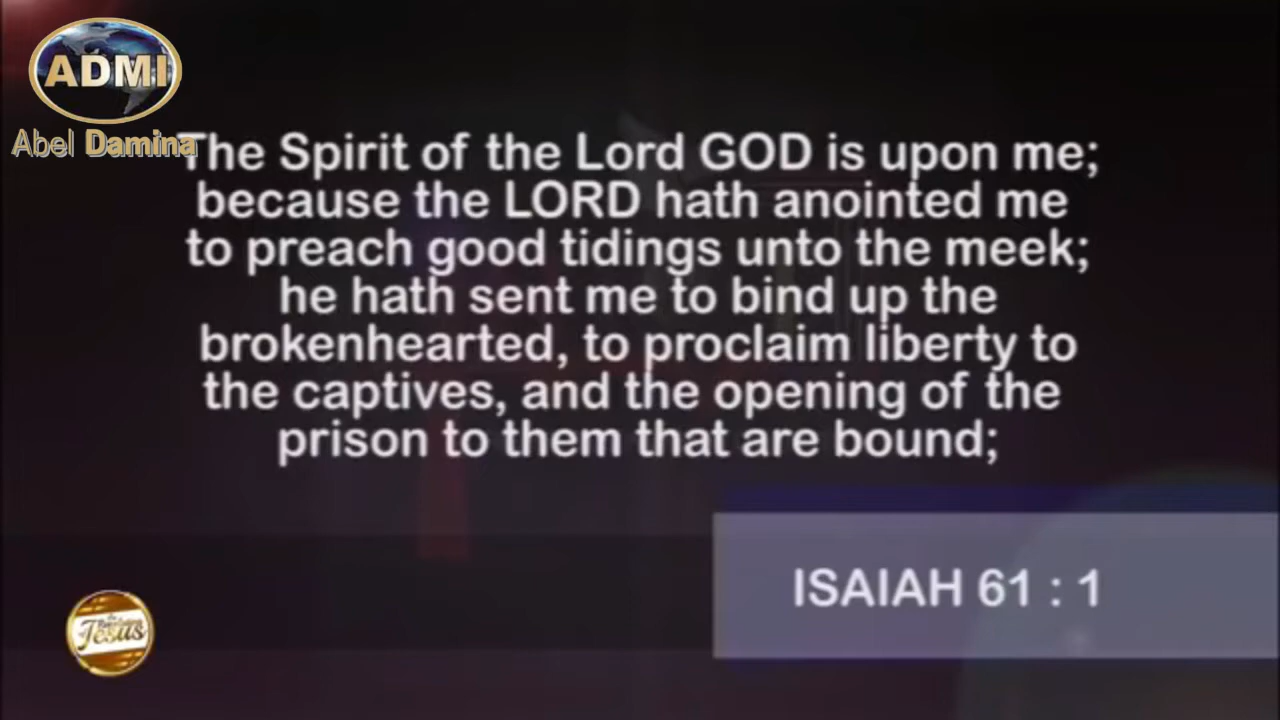 ADMI
Abel Damina
The Spirit of the Lord GOD is upon me;
because the LORD hath anointed me
to preach good tidings unto the meek;
he hath sent me to bind up the
brokenhearted, to proclaim liberty to
the captives, and the opening of the
prison to them that are bound;
ISAIAH 61 : 1
Jesus